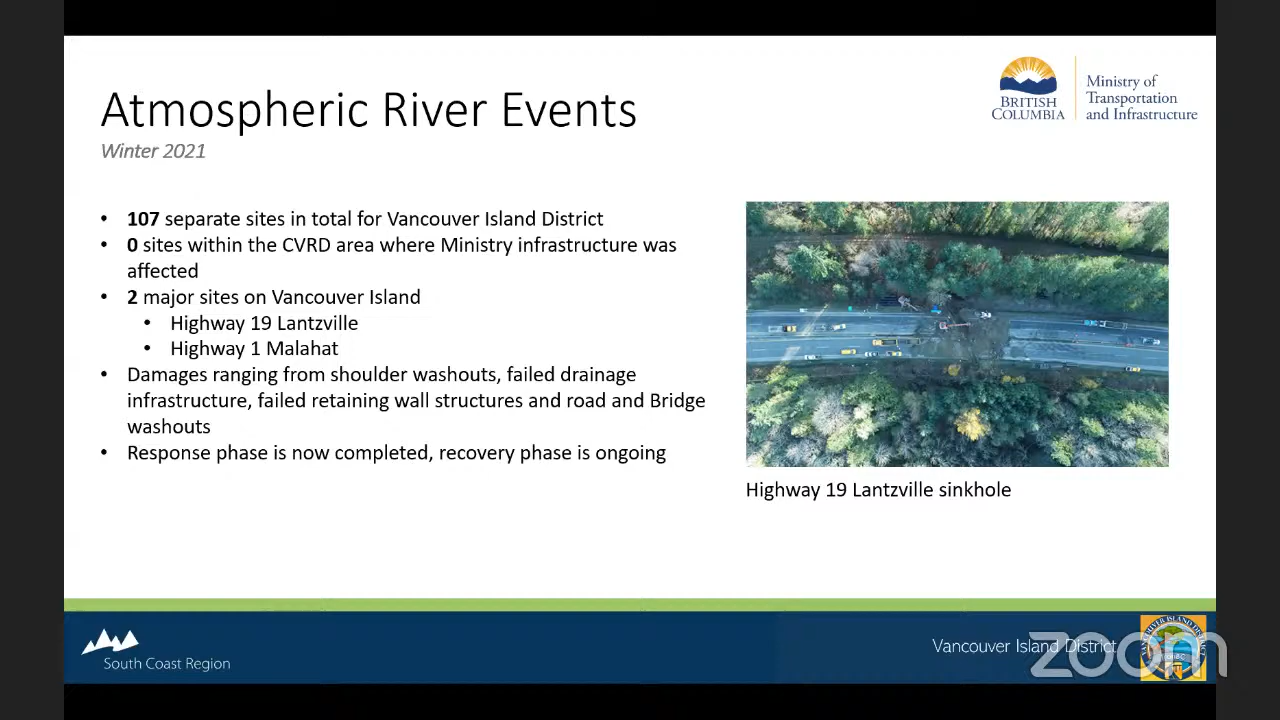 Atmospheric River Events
Winter 2021
BRITISH
COLUMBIA
Ministry of
Transportation
and Infrastructure
• 107 separate sites in total for Vancouver Island District
• 0 sites within the CVRD area where Ministry infrastructure was
affected
• 2 major sites on Vancouver Island
• Highway 19 Lantzville
• Highway 1 Malahat
• Damages ranging from shoulder washouts, failed drainage
infrastructure, failed retaining wall structures and road and Bridge
washouts
• Response phase is now completed, recovery phase is ongoing
Highway 19 Lantzville sinkhole
South Coast Region
Vancouver Island District
VANCOUVER ISLAND DISTRICT
zoom